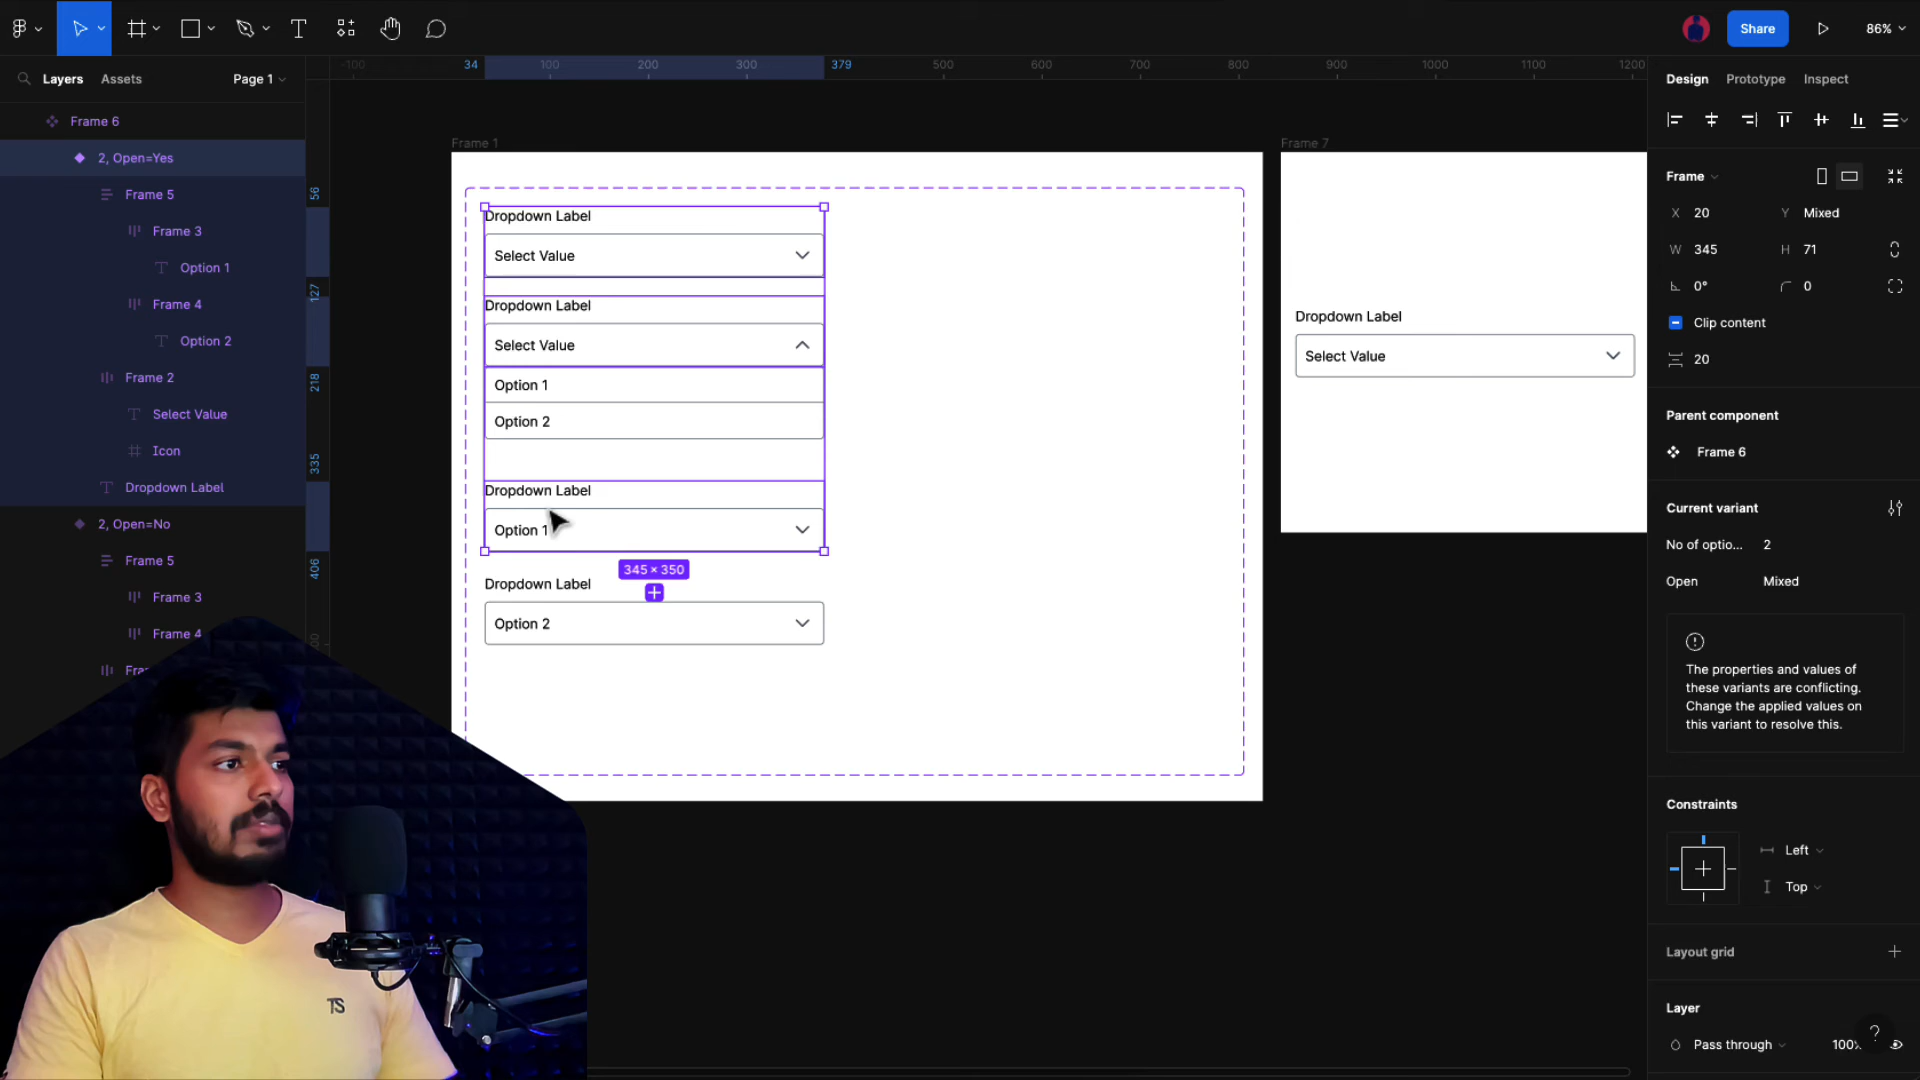 Share
86%
Layers
Assets
Page 1
-100
34
100
200
300
379
500
600
700
800
900
1000
1100
1200
Design
Prototype
Inspect
Frame 6
2, Open=Yes
Frame 5
Frame 3
Option 1
Frame 4
Option 2
Frame 2
Select Value
Icon
Dropdown Label
2, Open=No
Frame 5
Frame 3
Frame 4
56
127
218
335
406
Frame 1
Dropdown Label
Select Value
Dropdown Label
Select Value
Option 1
Option 2
Dropdown Label
Option 1
345 × 350
Dropdown Label
Option 2
Frame 7
Dropdown Label
Select Value
Frame
X 20
Y Mixed
W 345
H 71
0°
0
Clip content
20
Parent component
Frame 6
Current variant
No of optio... 2
Open Mixed
The properties and values of
these variants are conflicting.
Change the applied values on
this variant to resolve this.
Constraints
Left
Top
Layout grid
Layer
Pass through
?
TS